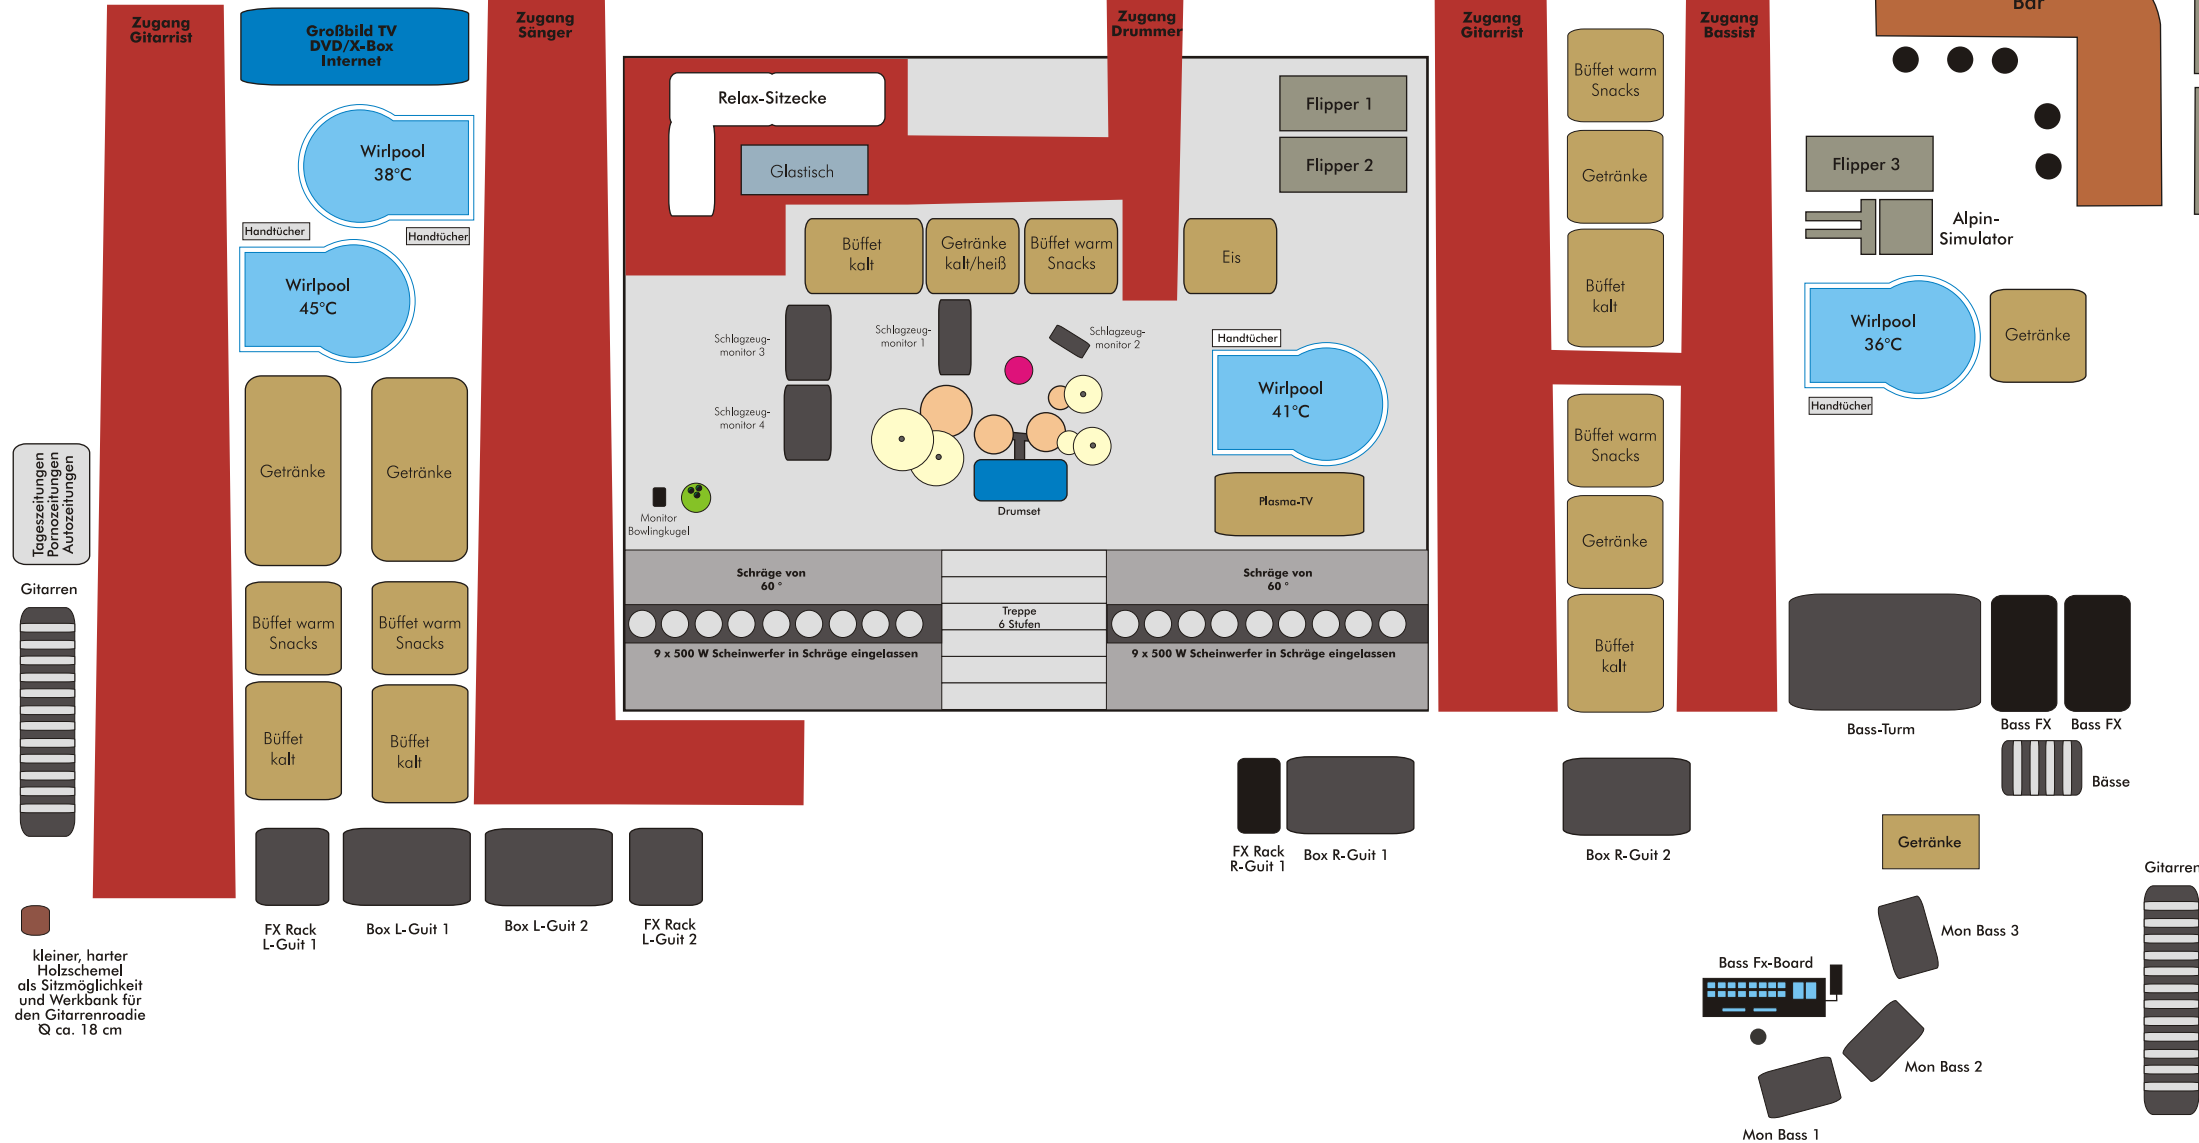 Zugang
Gitarrist
Großbild TV
DVD/X-Box
Internet
Zugang
Sänger
Zugang
Drummer
Zugang
Gitarrist
Zugang
Bassist
Bar
Relax-Sitzecke
Glastisch
Flipper 1
Flipper 2
Büffet warm
Snacks
Getränke
Büffet
kalt
Flipper 3
Alpin-
Simulator
Wirlpool
38°C
Handtücher
Handtücher
Wirlpool
45°C
Büffet
kalt
Getränke
kalt/heiß
Büffet warm
Snacks
Eis
Schlagzeug-
monitor 3
Schlagzeug-
monitor 1
Schlagzeug-
monitor 2
Schlagzeug-
monitor 4
Handtücher
Wirlpool
41°C
Plasma-TV
Wirlpool
36°C
Handtücher
Getränke
Tageszeitungen
Pornozeitungen
Autozeitungen
Getränke
Getränke
Monitor
Bowlingkugel
Drumset
Büffet warm
Snacks
Getränke
Büffet
kalt
Gitarren
Büffet warm
Snacks
Büffet warm
Snacks
Büffet
kalt
Büffet
kalt
Schräge von
60 °
Treppe
6 Stufen
Schräge von
60 °
9 x 500 W Scheinwerfer in Schräge eingelassen
9 x 500 W Scheinwerfer in Schräge eingelassen
Bass-Turm
Bass FX
Bass FX
Bässe
Getränke
FX Rack
L-Guit 1
Box L-Guit 1
Box L-Guit 2
FX Rack
L-Guit 2
FX Rack
R-Guit 1
Box R-Guit 1
Box R-Guit 2
Gitarren
kleiner, harter
Holzschemel
als Sitzmöglichkeit
und Werkbank für
den Gitarrenroadie
Ø ca. 18 cm
Bass Fx-Board
Mon Bass 3
Mon Bass 2
Mon Bass 1